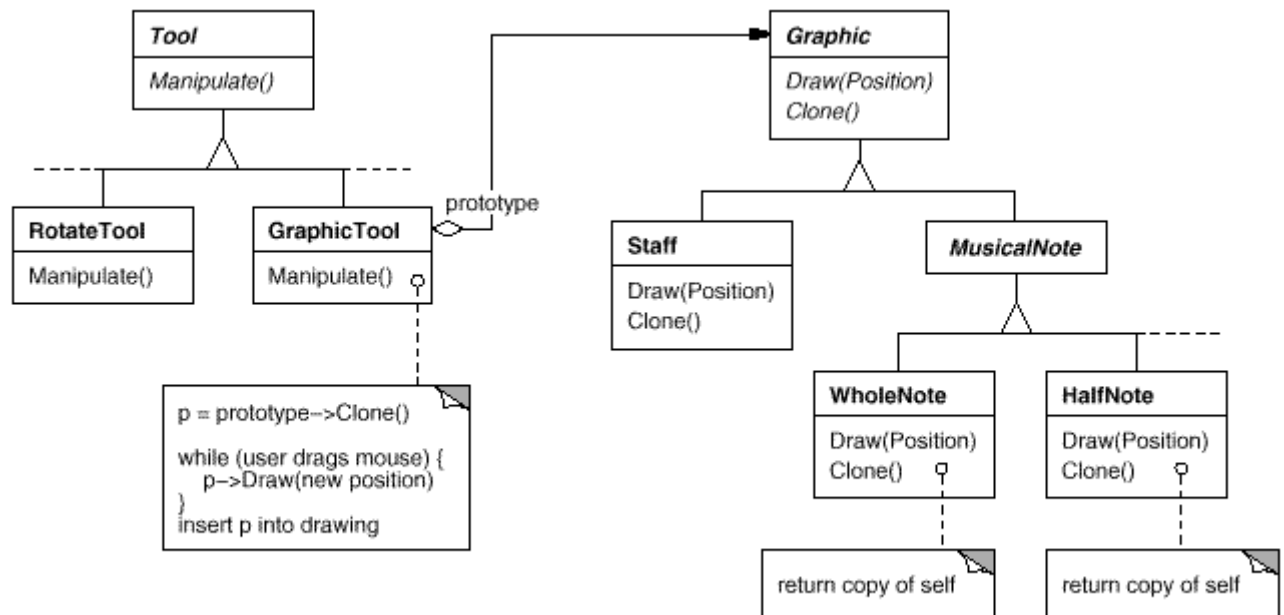 Tool
Manipulate()
Graphic
Draw(Position)
Clone()
prototype
RotateTool
Manipulate()
GraphicTool
Manipulate()
Staff
Draw(Position)
Clone()
MusicalNote
p = prototype–>Clone()
while (user drags mouse) {
p–>Draw(new position)
}
insert p into drawing
WholeNote
Draw(Position)
Clone()
HalfNote
Draw(Position)
Clone()
return copy of self
return copy of self